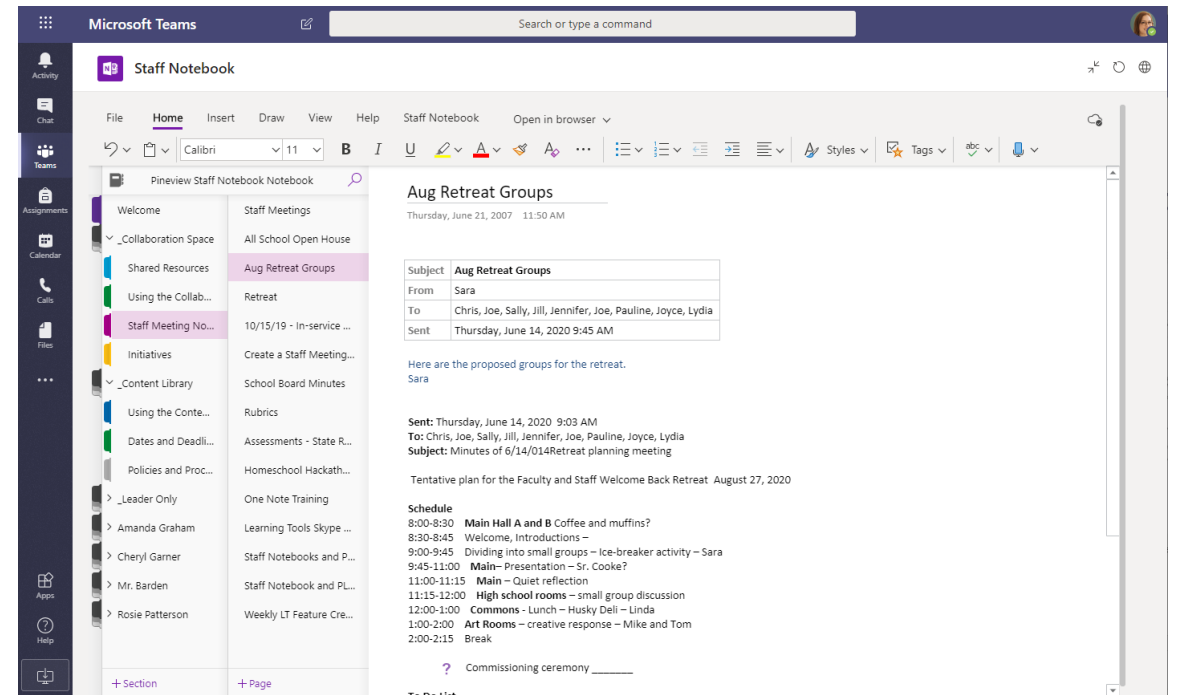 Microsoft Teams
Search or type a command
Activity
Chat
Teams
Assignments
Calendar
Calls
Files
Apps
Help
Staff Notebook
File Home Insert Draw View Help Staff Notebook Open in browser
Calibri 11 B I U A A Styles Tags abc
Pineview Staff Notebook Notebook
Welcome
_Collaboration Space
Shared Resources
Using the Collab...
Staff Meeting No...
Initiatives
_Content Library
Using the Conte...
Dates and Deadli...
Policies and Proc...
_Leader Only
Amanda Graham
Cheryl Garner
Mr. Barden
Rosie Patterson
+ Section
Staff Meetings
All School Open House
Aug Retreat Groups
Retreat
10/15/19 - In-service ...
Create a Staff Meeting...
School Board Minutes
Rubrics
Assessments - State R...
Homeschool Hackath...
One Note Training
Learning Tools Skype ...
Staff Notebooks and P...
Staff Notebook and PL...
Weekly LT Feature Cre...
+ Page
Aug Retreat Groups
Thursday, June 21, 2007 11:50 AM
Subject Aug Retreat Groups
From Sara
To Chris, Joe, Sally, Jill, Jennifer, Joe, Pauline, Joyce, Lydia
Sent Thursday, June 14, 2020 9:45 AM
Here are the proposed groups for the retreat.
Sara
Sent: Thursday, June 14, 2020 9:03 AM
To: Chris, Joe, Sally, Jill, Jennifer, Joe, Pauline, Joyce, Lydia
Subject: Minutes of 6/14/014Retreat planning meeting
Tentative plan for the Faculty and Staff Welcome Back Retreat August 27, 2020
Schedule
8:00-8:30 Main Hall A and B Coffee and muffins?
8:30-8:45 Welcome, Introductions –
9:00-9:45 Dividing into small groups – Ice-breaker activity – Sara
9:45-11:00 Main– Presentation – Sr. Cooke?
11:00-11:15 Main – Quiet reflection
11:15-12:00 High school rooms – small group discussion
12:00-1:00 Commons - Lunch – Husky Deli – Linda
1:00-2:00 Art Rooms – creative response – Mike and Tom
2:00-2:15 Break
? Commissioning ceremony _______
To Do List